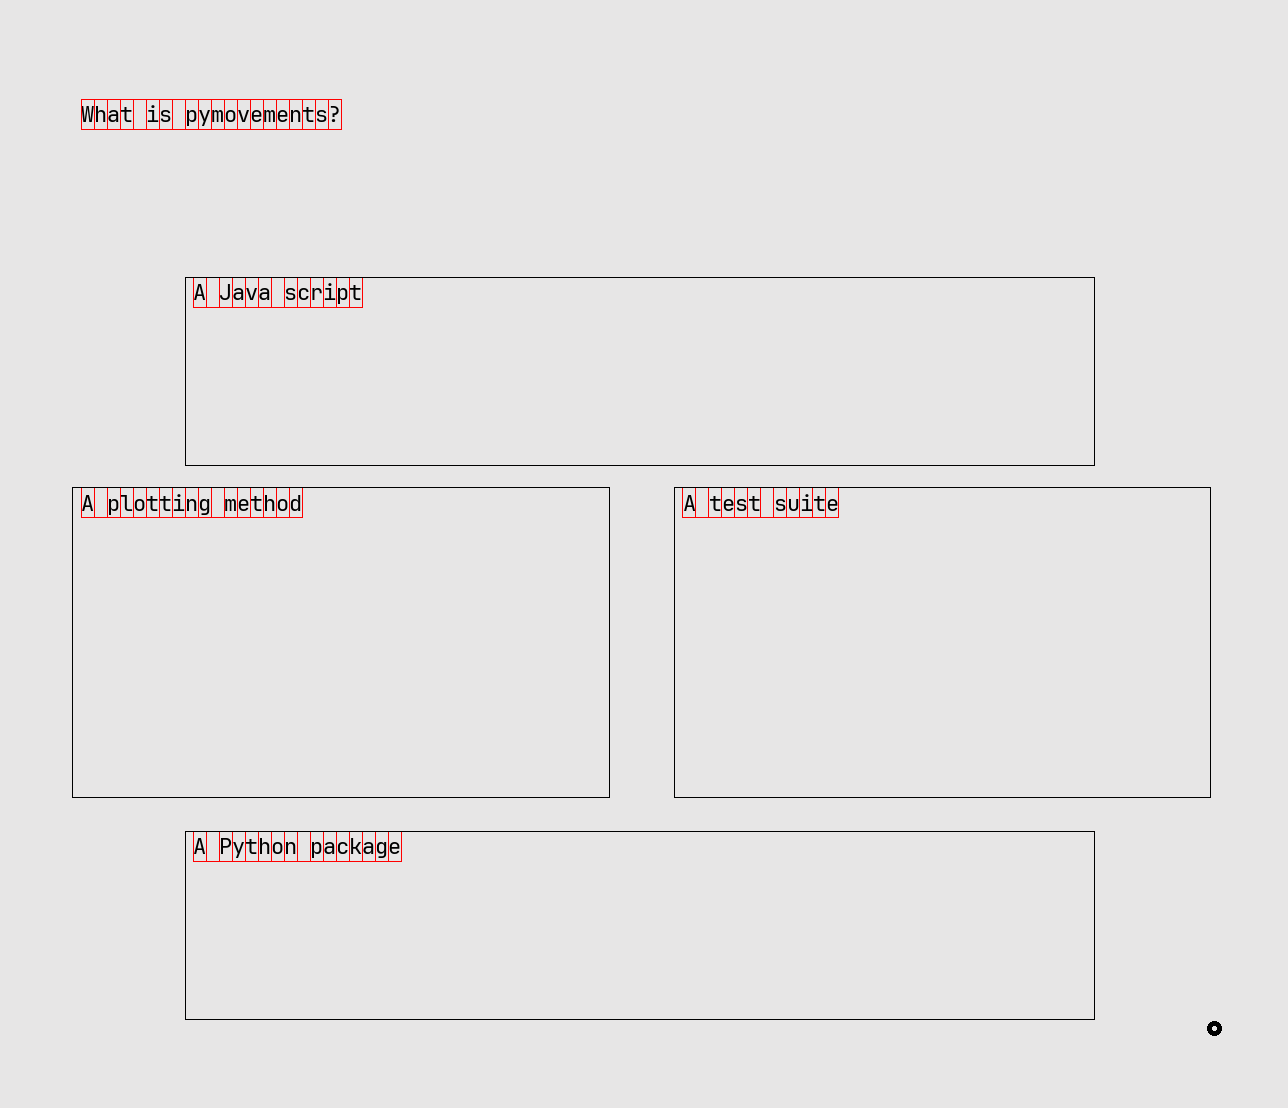 What is pymovements?
A Java script
A plotting method
A test suite
A Python package